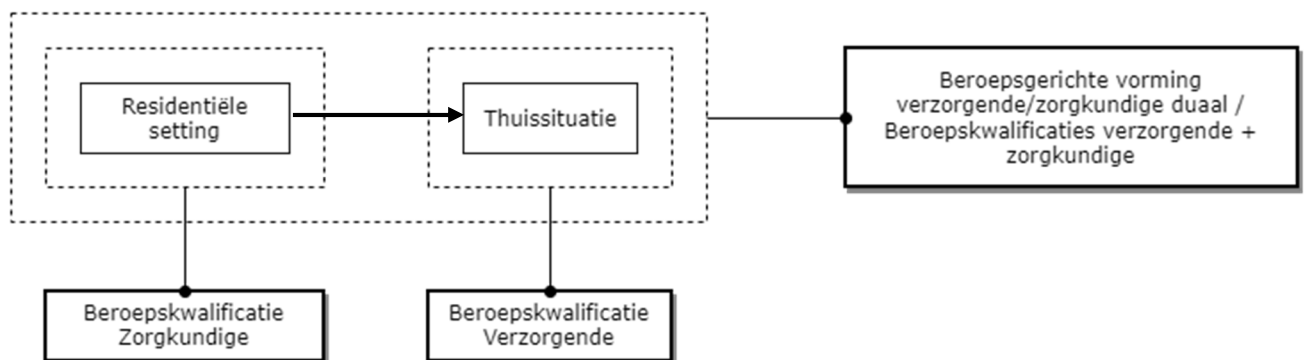 Residentiële
setting
Thuissituatie
Beroepsgerichte vorming
verzorgende/zorgkundige duaal /
Beroepskwalificaties verzorgende +
zorgkundige
Beroepskwalificatie
Zorgkundige
Beroepskwalificatie
Verzorgende